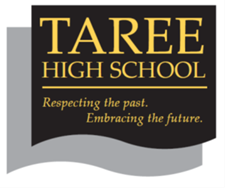 TAREE
HIGH SCHOOL
Respecting the past.
Embracing the future.